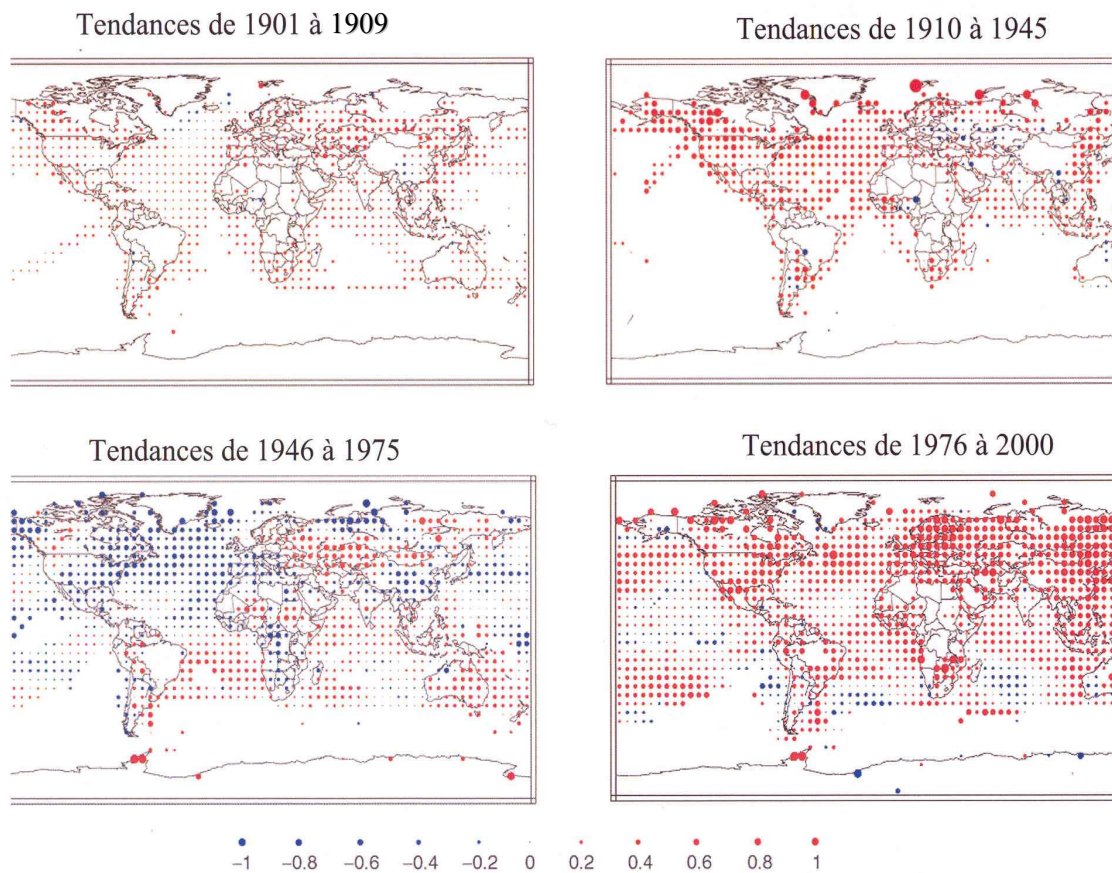 Tendances de 1901 à 1909
Tendances de 1910 à 1945
Tendances de 1946 à 1975
Tendances de 1976 à 2000
−1 −0.8 −0.6 −0.4 −0.2 0 0.2 0.4 0.6 0.8 1